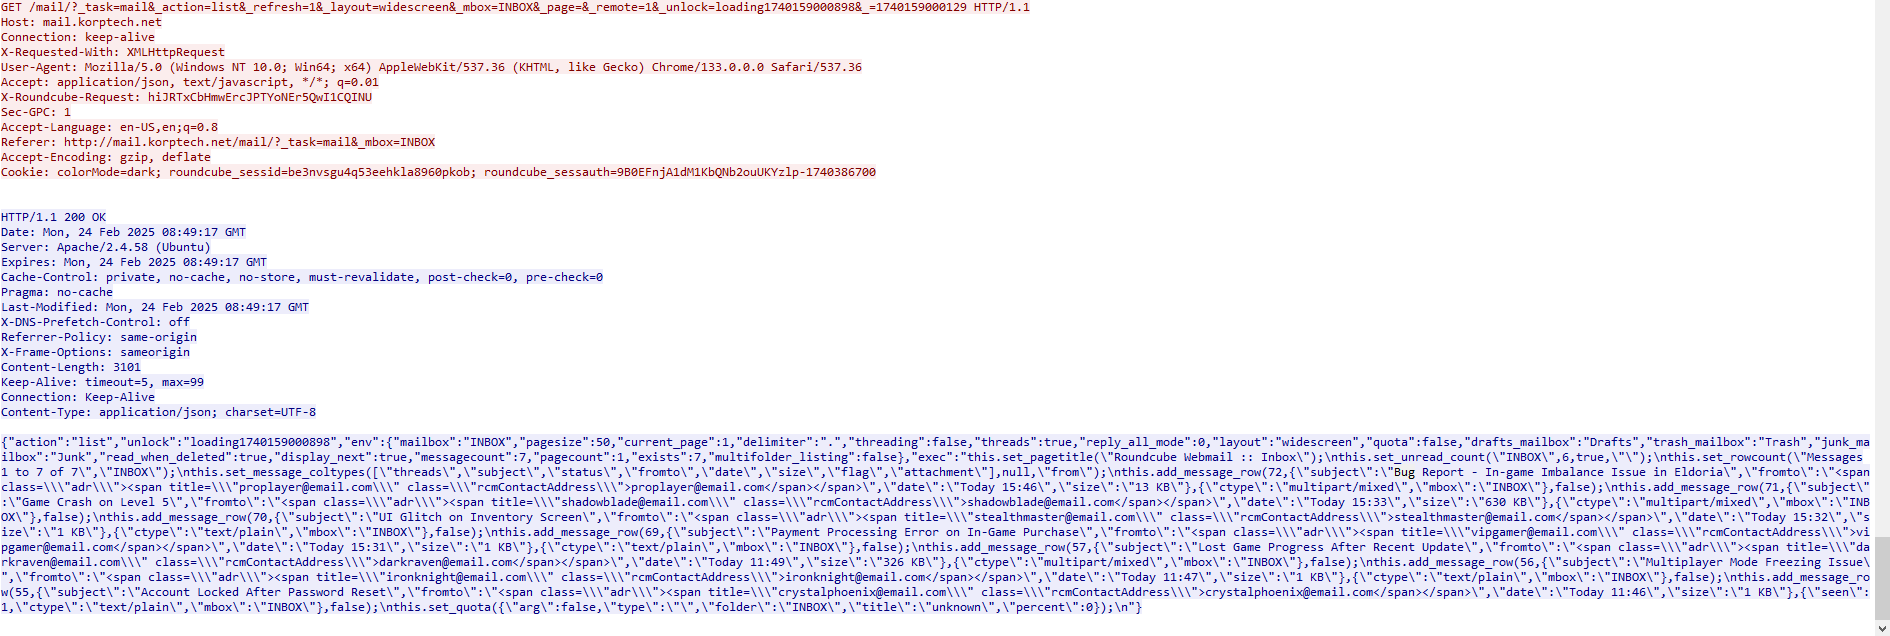 GET /mail/?_task=mail&_action=list&_refresh=1&_layout=widescreen&_mbox=INBOX&_page=&_remote=1&_unlock=loading1740159000898&_=1740159000129 HTTP/1.1
Host: mail.korptech.net
Connection: keep-alive
X-Requested-With: XMLHttpRequest
User-Agent: Mozilla/5.0 (Windows NT 10.0; Win64; x64) AppleWebKit/537.36 (KHTML, like Gecko) Chrome/133.0.0.0 Safari/537.36
Accept: application/json, text/javascript, */*; q=0.01
X-Roundcube-Request: hiJRTxCbHmwErcJPTYoNEr5QwI1CQINU
Sec-GPC: 1
Accept-Language: en-US,en;q=0.8
Referer: http://mail.korptech.net/mail/?_task=mail&_mbox=INBOX
Accept-Encoding: gzip, deflate
Cookie: colorMode=dark; roundcube_sessid=be3nvsgu4q53eehkla8960pkob; roundcube_sessauth=9B0EFnjA1dM1KbQNb2ouUKYzlp-1740386700
HTTP/1.1 200 OK
Date: Mon, 24 Feb 2025 08:49:17 GMT
Server: Apache/2.4.58 (Ubuntu)
Expires: Mon, 24 Feb 2025 08:49:17 GMT
Cache-Control: private, no-cache, no-store, must-revalidate, post-check=0, pre-check=0
Pragma: no-cache
Last-Modified: Mon, 24 Feb 2025 08:49:17 GMT
X-DNS-Prefetch-Control: off
Referrer-Policy: same-origin
X-Frame-Options: sameorigin
Content-Length: 3101
Keep-Alive: timeout=5, max=99
Connection: Keep-Alive
Content-Type: application/json; charset=UTF-8
{"action":"list","unlock":"loading1740159000898","env":{"mailbox":"INBOX","pagesize":50,"current_page":1,"delimiter":".","threading":false,"threads":true,"reply_all_mode":0,"layout":"widescreen","quota":false,"drafts_mailbox":"Drafts","trash_mailbox":"Trash","junk_ma
ilbox":"Junk","read_when_deleted":true,"display_next":true,"messagecount":7,"pagecount":1,"exists":7,"multifolder_listing":false},"exec":"this.set_pagetitle(\"Roundcube Webmail :: Inbox\");\nthis.set_unread_count(\"INBOX\",6,true,\"\");\nthis.set_rowcount(\"Messages
1 to 7 of 7\",\"INBOX\");\nthis.set_message_coltypes([\"threads\",\"subject\",\"status\",\"fromto\",\"date\",\"size\",\"flag\",\"attachment\"],null,\"from\");\nthis.add_message_row(72,{\"subject\":\"Bug Report - In-game Imbalance Issue in Eldoria\",\"fromto\":\"<span
class=\\\"adr\\\"><span title=\\\"proplayer@email.com\\\" class=\\\"rcmContactAddress\\\">proplayer@email.com</span></span>\",\"date\":\"Today 15:46\",\"size\":\"13 KB\"},{\"ctype\":\"multipart/mixed\",\"mbox\":\"INBOX\"},false);\nthis.add_message_row(71,{\"subject\"
:\"Game Crash on Level 5\",\"fromto\":\"<span class=\\\"adr\\\"><span title=\\\"shadowblade@email.com\\\" class=\\\"rcmContactAddress\\\">shadowblade@email.com</span></span>\",\"date\":\"Today 15:33\",\"size\":\"630 KB\"},{\"ctype\":\"multipart/mixed\",\"mbox\":\"INB
OX\"},false);\nthis.add_message_row(70,{\"subject\":\"UI Glitch on Inventory Screen\",\"fromto\":\"<span class=\\\"adr\\\"><span title=\\\"stealthmaster@email.com\\\" class=\\\"rcmContactAddress\\\">stealthmaster@email.com</span></span>\",\"date\":\"Today 15:32\",\"s
ize\":\"1 KB\"},{\"ctype\":\"text/plain\",\"mbox\":\"INBOX\"},false);\nthis.add_message_row(69,{\"subject\":\"Payment Processing Error on In-Game Purchase\",\"fromto\":\"<span class=\\\"adr\\\"><span title=\\\"vipgamer@email.com\\\" class=\\\"rcmContactAddress\\\">vi
pgamer@email.com</span></span>\",\"date\":\"Today 15:31\",\"size\":\"1 KB\"},{\"ctype\":\"text/plain\",\"mbox\":\"INBOX\"},false);\nthis.add_message_row(57,{\"subject\":\"Lost Game Progress After Recent Update\",\"fromto\":\"<span class=\\\"adr\\\"><span title=\\\"da
rkraven@email.com\\\" class=\\\"rcmContactAddress\\\">darkraven@email.com</span></span>\",\"date\":\"Today 11:49\",\"size\":\"326 KB\"},{\"ctype\":\"multipart/mixed\",\"mbox\":\"INBOX\"},false);\nthis.add_message_row(56,{\"subject\":\"Multiplayer Mode Freezing Issue\
",\"fromto\":\"<span class=\\\"adr\\\"><span title=\\\"ironknight@email.com\\\" class=\\\"rcmContactAddress\\\">ironknight@email.com</span></span>\",\"date\":\"Today 11:47\",\"size\":\"1 KB\"},{\"ctype\":\"text/plain\",\"mbox\":\"INBOX\"},false);\nthis.add_message_ro
w(55,{\"subject\":\"Account Locked After Password Reset\",\"fromto\":\"<span class=\\\"adr\\\"><span title=\\\"crystalphoenix@email.com\\\" class=\\\"rcmContactAddress\\\">crystalphoenix@email.com</span></span>\",\"date\":\"Today 11:46\",\"size\":\"1 KB\"},{\"seen\":
1,\"ctype\":\"text/plain\",\"mbox\":\"INBOX\"},false);\nthis.set_quota({\"arg\":false,\"type\":\"\",\"folder\":\"INBOX\",\"title\":\"unknown\",\"percent\":0});\n"}